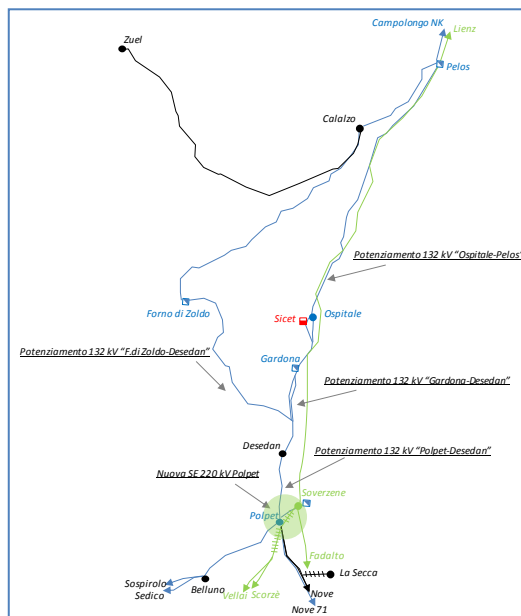 Campolongo NK
Lienz
Zuel
Pelos
Calalzo
Potenziamento 132 kV "Ospitale-Pelos"
Forno di Zoldo
Sicet
Ospitale
Potenziamento 132 kV "F.di Zoldo-Desedan"
Gardona
Potenziamento 132 kV "Gardona-Desedan"
Desedan
Potenziamento 132 kV "Polpet-Desedan"
Nuova SE 220 kV Polpet
Soverzene
Polpet
Fadalto
La Secca
Sospirolo
Sedico
Belluno
Vellai
Scorzè
Nove
Nove 71